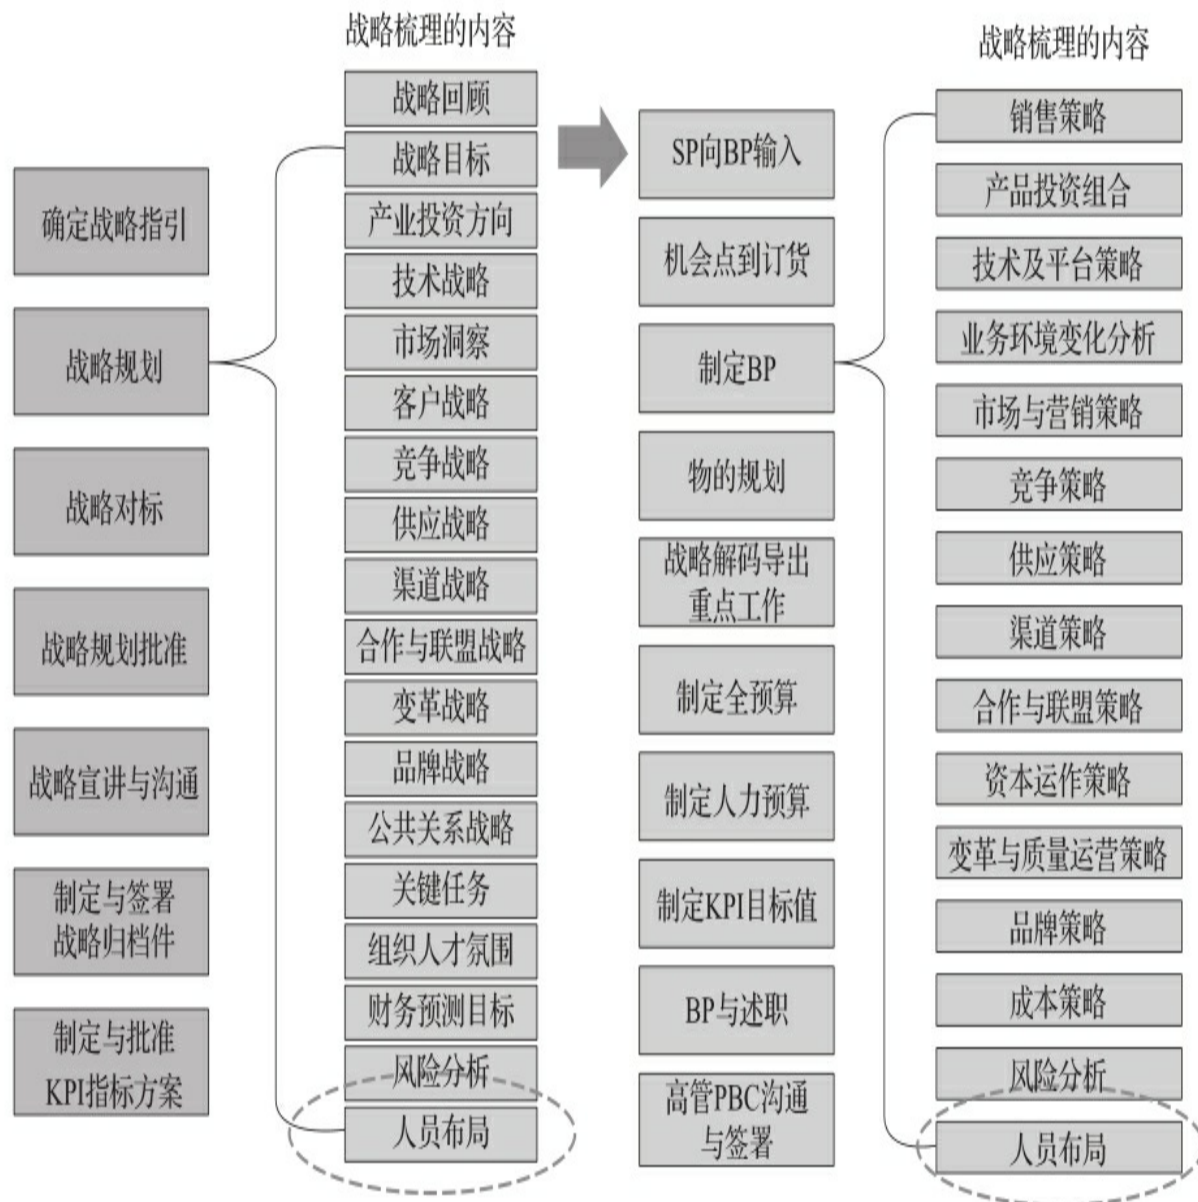 确定战略指引
战略规划
战略对标
战略规划批准
战略宣讲与沟通
制定与签署
战略归档件
制定与批准
KPI指标方案
战略梳理的内容
战略回顾
战略目标
产业投资方向
技术战略
市场洞察
客户战略
竞争战略
供应战略
渠道战略
合作与联盟战略
变革战略
品牌战略
公共关系战略
关键任务
组织人才氛围
财务预测目标
风险分析
人员布局
SP向BP输入
机会点到订货
制定BP
物的规划
战略解码导出
重点工作
制定全预算
制定人力预算
制定KPI目标值
BP与述职
高管PBC沟通
与签署
战略梳理的内容
销售策略
产品投资组合
技术及平台策略
业务环境变化分析
市场与营销策略
竞争策略
供应策略
渠道策略
合作与联盟策略
资本运作策略
变革与质量运营策略
品牌策略
成本策略
风险分析
人员布局